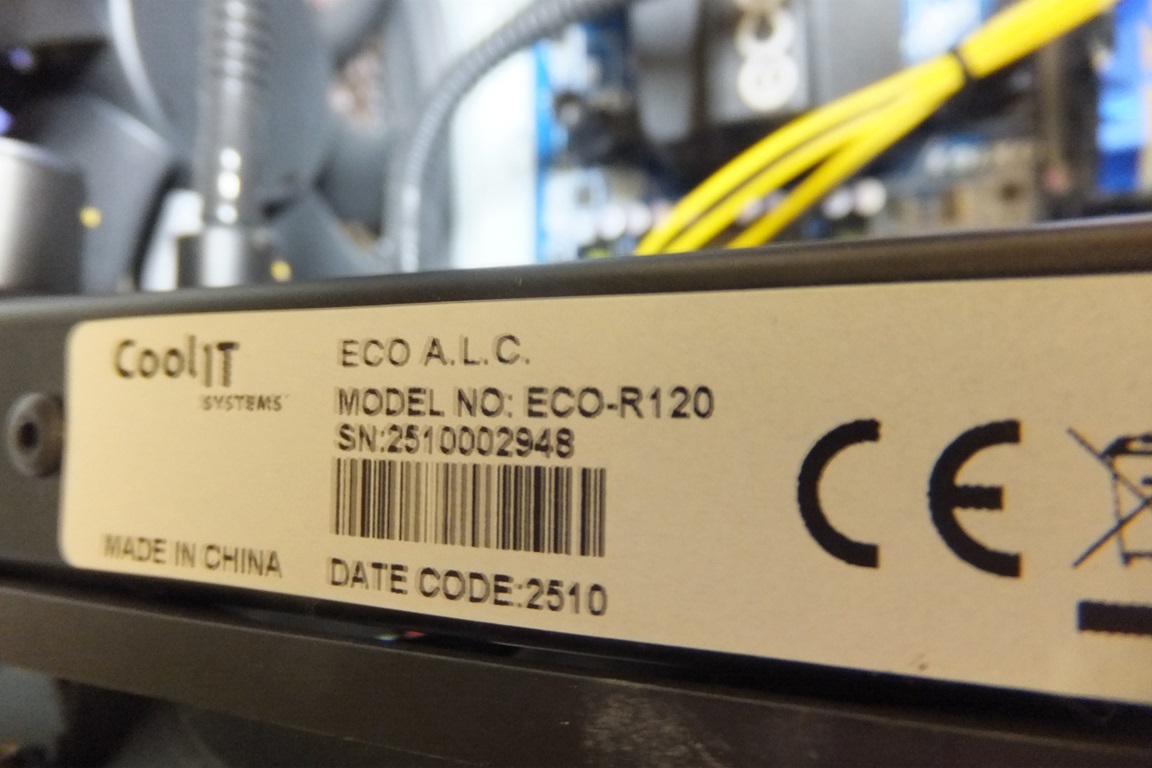 CoolIT
SYSTEMS
ECO A.L.C.
MODEL NO: ECO-R120
SN:2510002948
MADE IN CHINA
DATE CODE:2510
CE